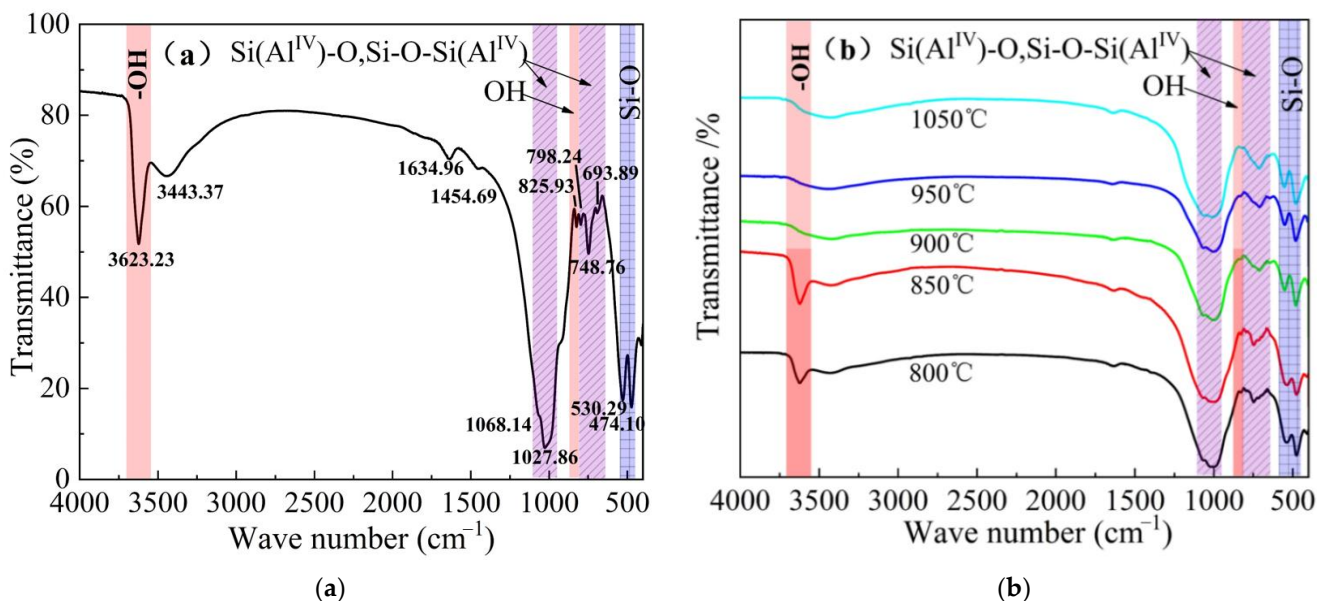 (a) Si(Al^IV)-O,Si-O-Si(Al^IV)
-OH
OH
Si-O
798.24
693.89
825.93
1634.96
1454.69
3443.37
3623.23
748.76
530.29
1068.14
474.10
1027.86
Transmittance (%)
100
80
60
40
20
0
4000 3500 3000 2500 2000 1500 1000 500
Wave number (cm−1)
(a)
(b) Si(Al^IV)-O,Si-O-Si(Al^IV)
-OH
OH
Si-O
1050℃
950℃
900℃
850℃
800℃
Transmittance /%
4000 3500 3000 2500 2000 1500 1000 500
Wave number (cm−1)
(b)